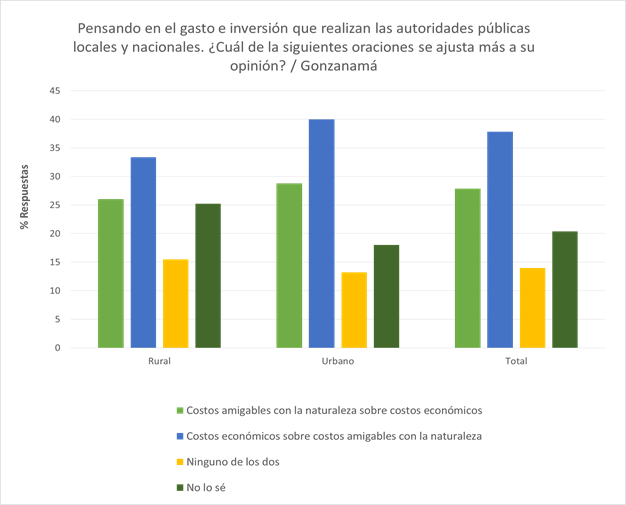 Pensando en el gasto e inversión que realizan las autoridades públicas
locales y nacionales. ¿Cuál de la siguientes oraciones se ajusta más a su
opinión? / Gonzanamá
45
40
35
30
25
20
15
10
5
0
% Respuestas
Rural
Urbano
Total
Costos amigables con la naturaleza sobre costos económicos
Costos económicos sobre costos amigables con la naturaleza
Ninguno de los dos
No lo sé